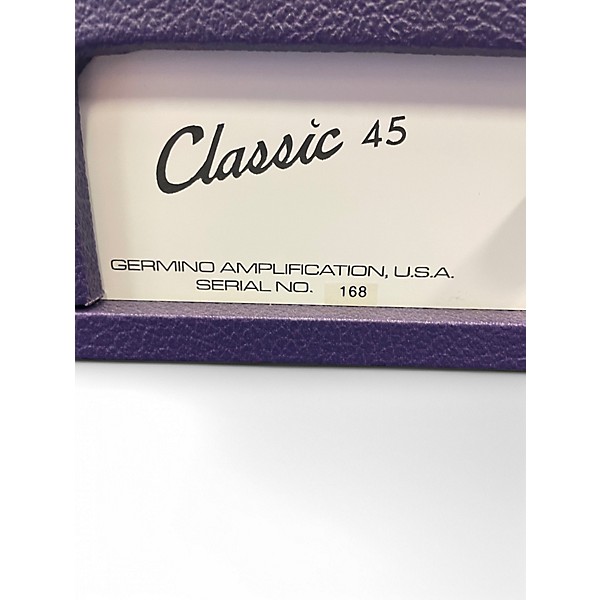 Classic 45
GERMINO AMPLIFICATION, U.S.A.
SERIAL NO. 168